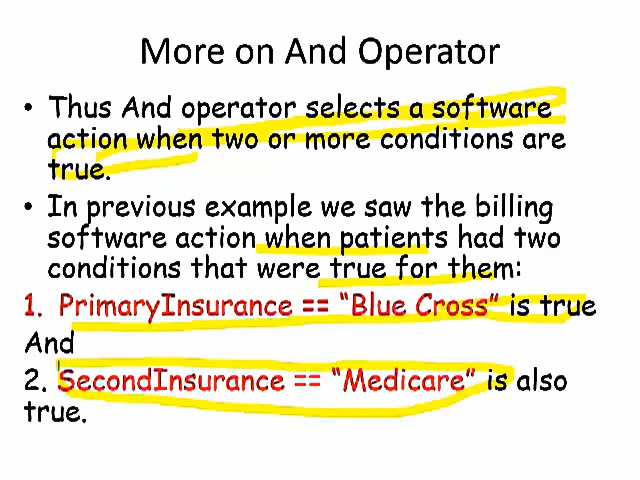 More on And Operator
• Thus And operator selects a software
action when two or more conditions are
true.
• In previous example we saw the billing
software action when patients had two
conditions that were true for them:
1. PrimaryInsurance == “Blue Cross” is true
And
2. SecondInsurance == “Medicare” is also
true.